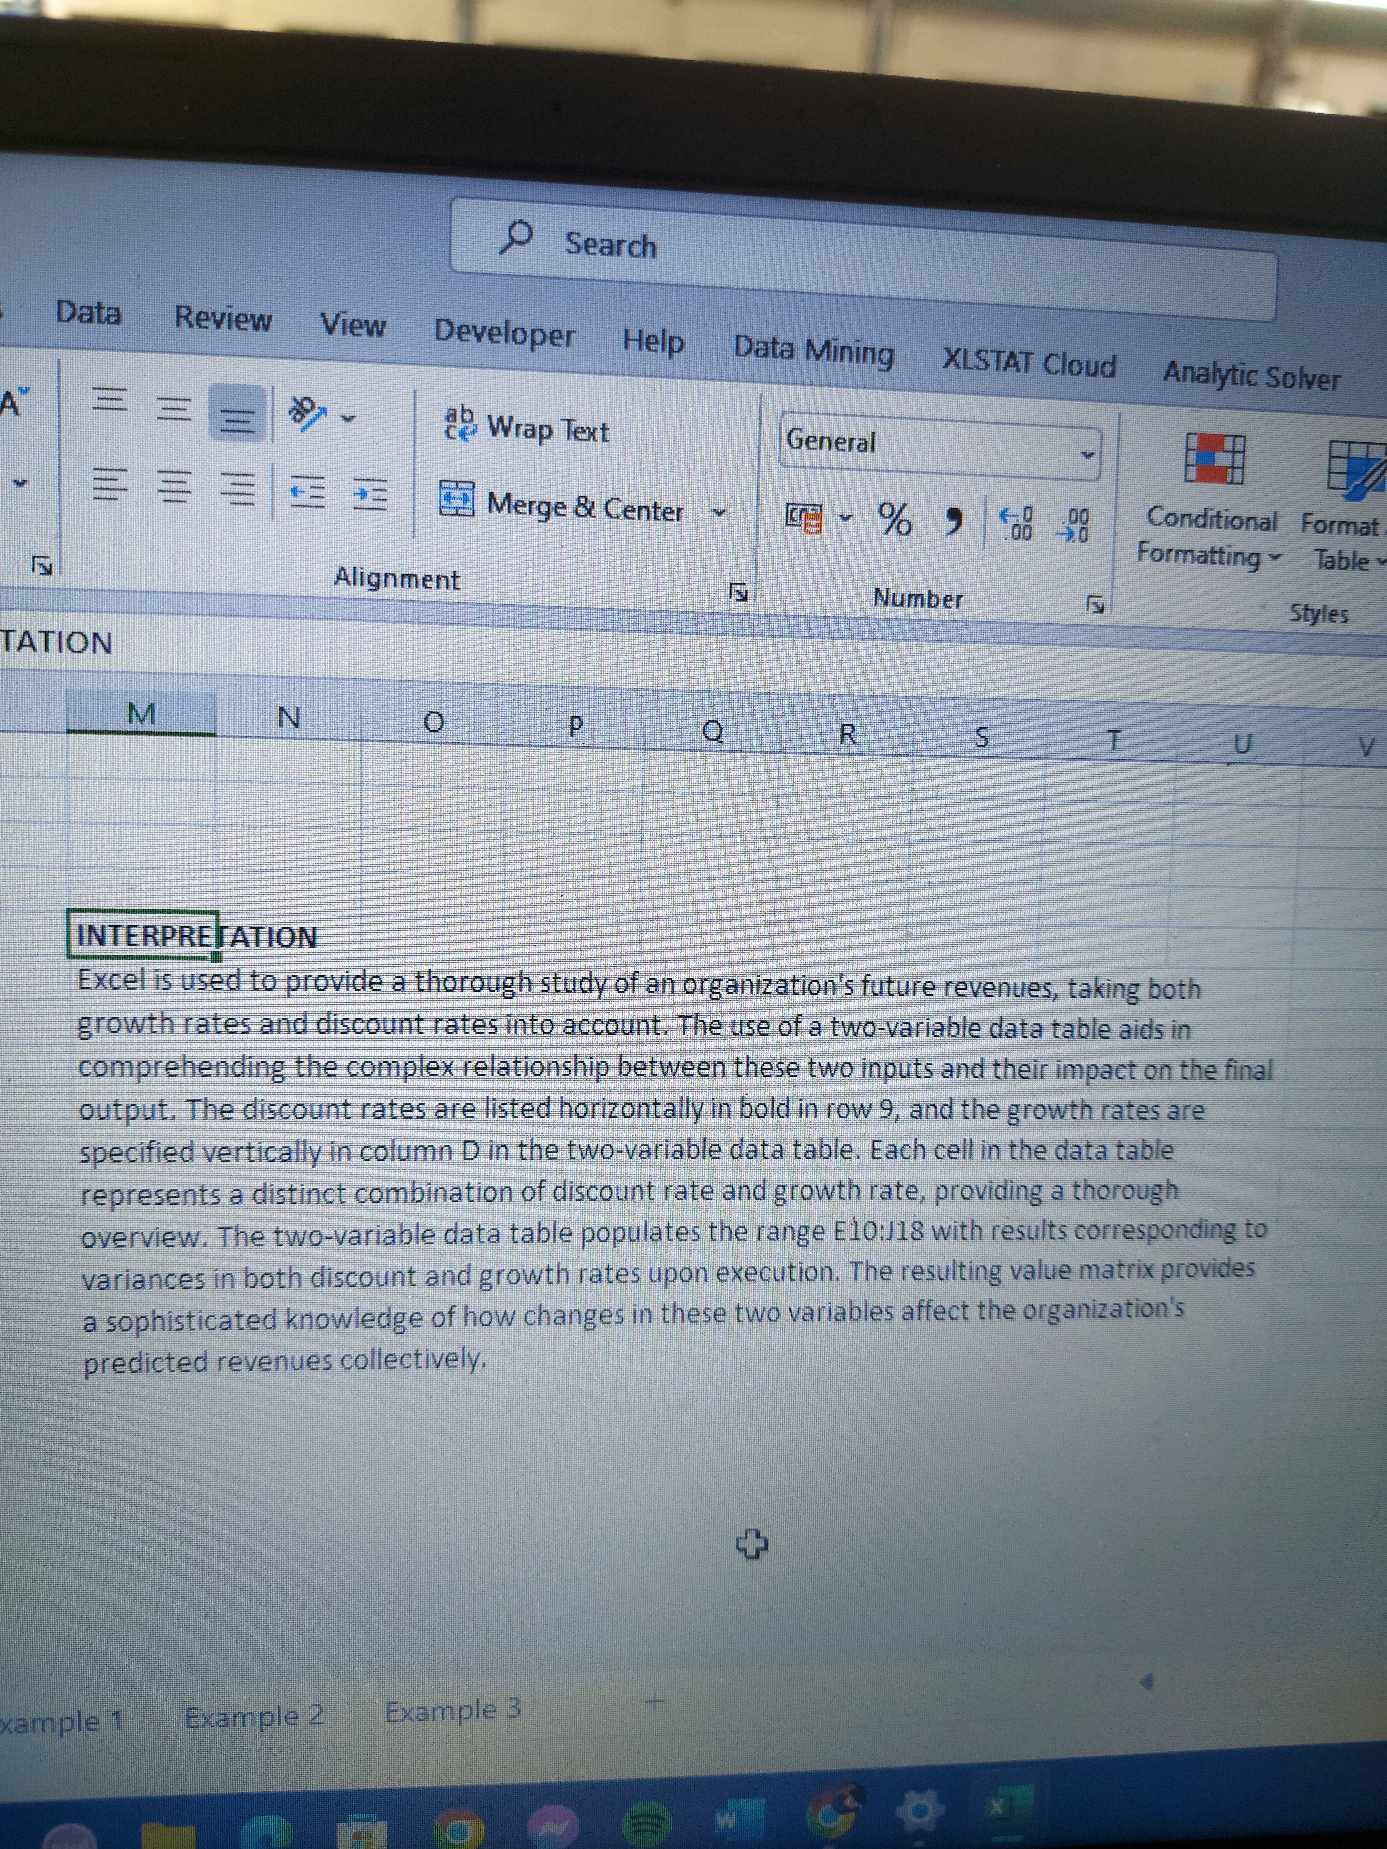 Search
Data Review View Developer Help Data Mining XLSTAT Cloud Analytic Solver
Wrap Text
General
Merge & Center
Conditional Formatting
Format
Table
Alignment
Number
Styles
TATION
M N O P Q R S T U V
INTERPRETATION
Excel is used to provide a thorough study of an organization's future revenues, taking both
growth rates and discount rates into account. The use of a two-variable data table aids in
comprehending the complex relationship between these two inputs and their impact on the final
output. The discount rates are listed horizontally in bold in row 9, and the growth rates are
specified vertically in column D in the two-variable data table. Each cell in the data table
represents a distinct combination of discount rate and growth rate, providing a thorough
overview. The two-variable data table populates the range E10:J18 with results corresponding to
variances in both discount and growth rates upon execution. The resulting value matrix provides
a sophisticated knowledge of how changes in these two variables affect the organization's
predicted revenues collectively.
xample 1 Example 2 Example 3